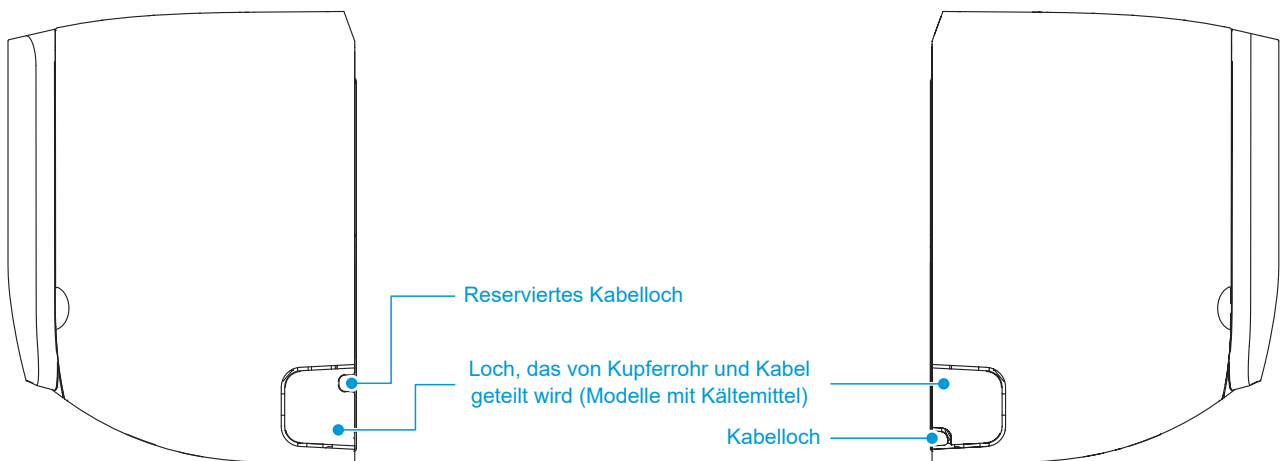 Reserviertes Kabelloch
Loch, das von Kupferrohr und Kabel
geteilt wird (Modelle mit Kältemittel)
Kabelloch